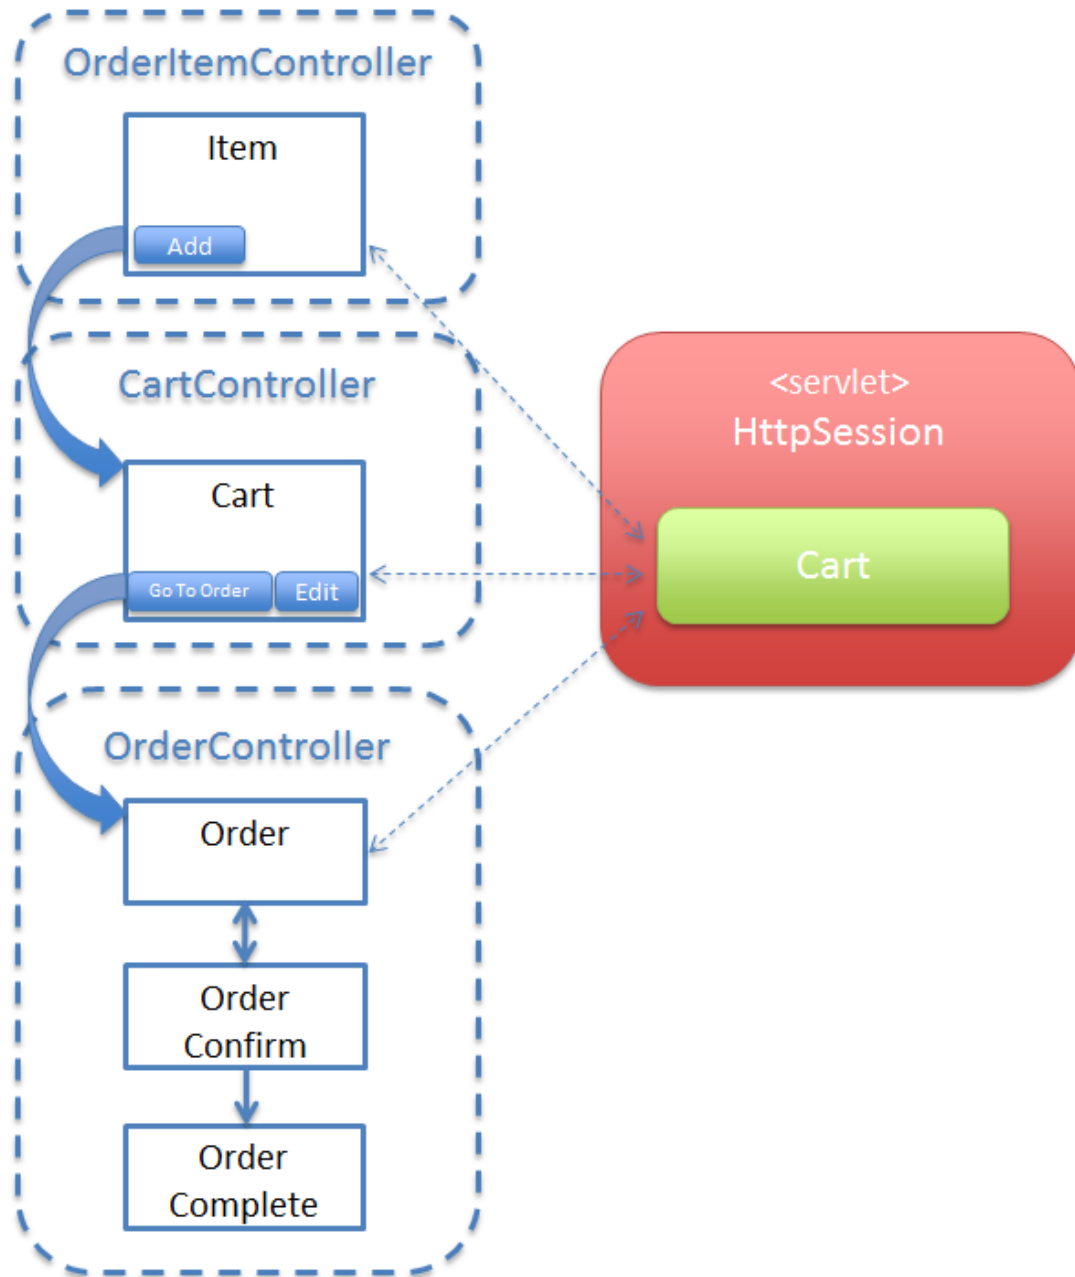 OrderItemController
Item
Add
CartController
Cart
Go To Order
Edit
OrderController
Order
Order
Confirm
Order
Complete
<servlet>
HttpSession
Cart